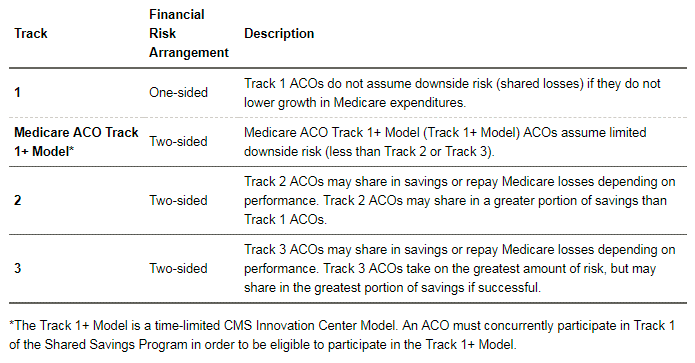 Track
Financial
Risk
Arrangement
Description
1
One-sided
Track 1 ACOs do not assume downside risk (shared losses) if they do not
lower growth in Medicare expenditures.
Medicare ACO Track
1+ Model*
Two-sided
Medicare ACO Track 1+ Model (Track 1+ Model) ACOs assume limited
downside risk (less than Track 2 or Track 3).
2
Two-sided
Track 2 ACOs may share in savings or repay Medicare losses depending on
performance. Track 2 ACOs may share in a greater portion of savings than
Track 1 ACOs.
3
Two-sided
Track 3 ACOs may share in savings or repay Medicare losses depending on
performance. Track 3 ACOs take on the greatest amount of risk, but may
share in the greatest portion of savings if successful.
*The Track 1+ Model is a time-limited CMS Innovation Center Model. An ACO must concurrently participate in Track 1
of the Shared Savings Program in order to be eligible to participate in the Track 1+ Model.